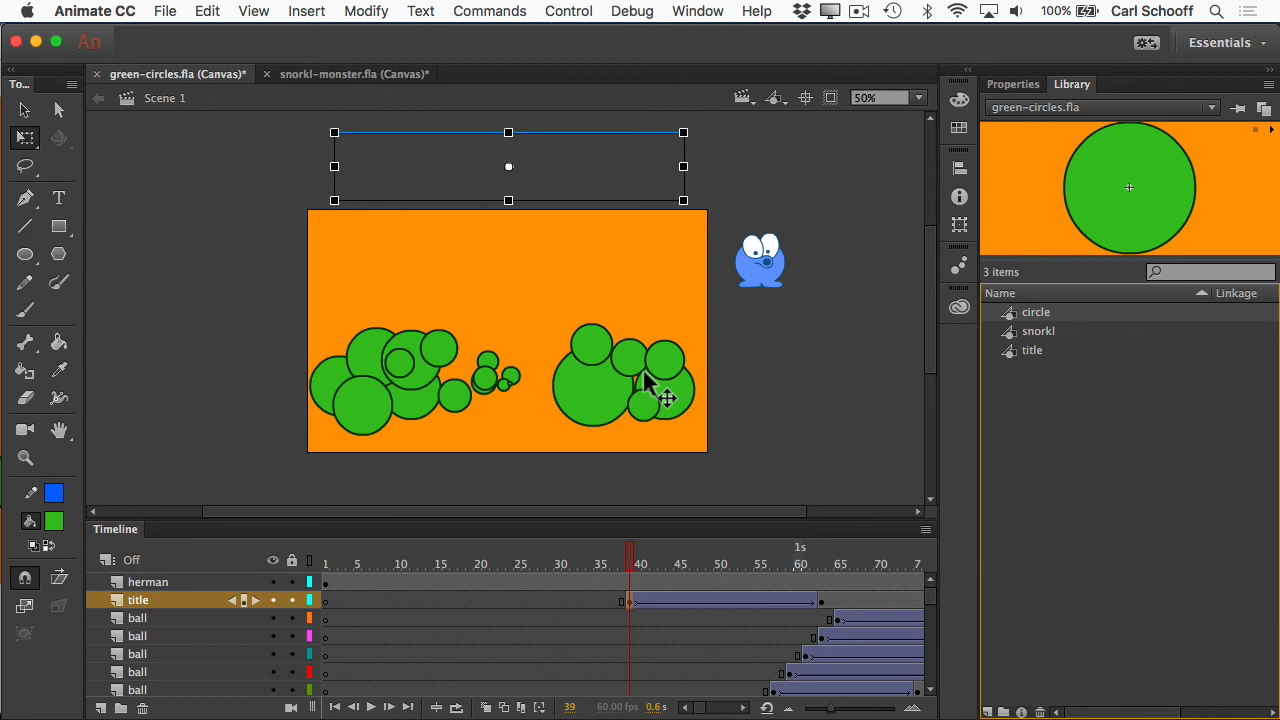 Animate CC File Edit View Insert Modify Text Commands Control Debug Window Help 100% Carl Schooff
An Essentials
To... green-circles.fla (Canvas)* snorkl-monster.fla (Canvas)* Properties Library
Scene 1 50% green-circles.fla
3 items
Name Linkage
circle
snorkl
title
Timeline
1s
Off 1 5 10 15 20 25 30 35 40 45 50 55 60 65 70 75
herman
title
ball
ball
ball
ball
ball
39 60.00 fps 0.6 s